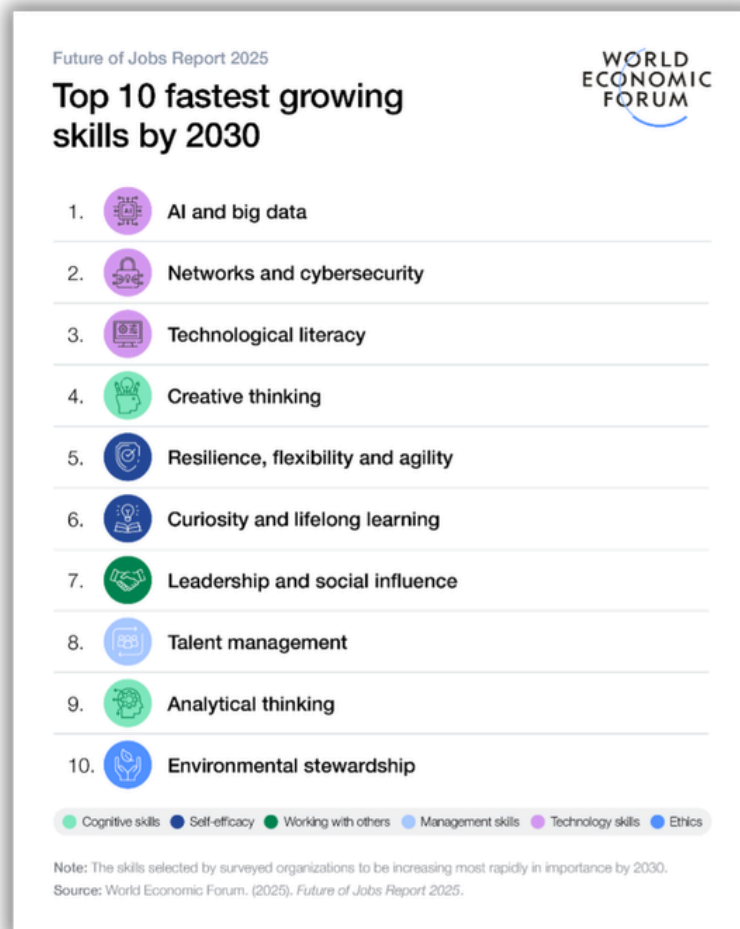 Future of Jobs Report 2025
Top 10 fastest growing
skills by 2030
WORLD
ECONOMIC
FORUM
1. AI and big data
2. Networks and cybersecurity
3. Technological literacy
4. Creative thinking
5. Resilience, flexibility and agility
6. Curiosity and lifelong learning
7. Leadership and social influence
8. Talent management
9. Analytical thinking
10. Environmental stewardship
Cognitive skills Self-efficacy Working with others Management skills Technology skills Ethics
Note: The skills selected by surveyed organizations to be increasing most rapidly in importance by 2030.
Source: World Economic Forum. (2025). Future of Jobs Report 2025.